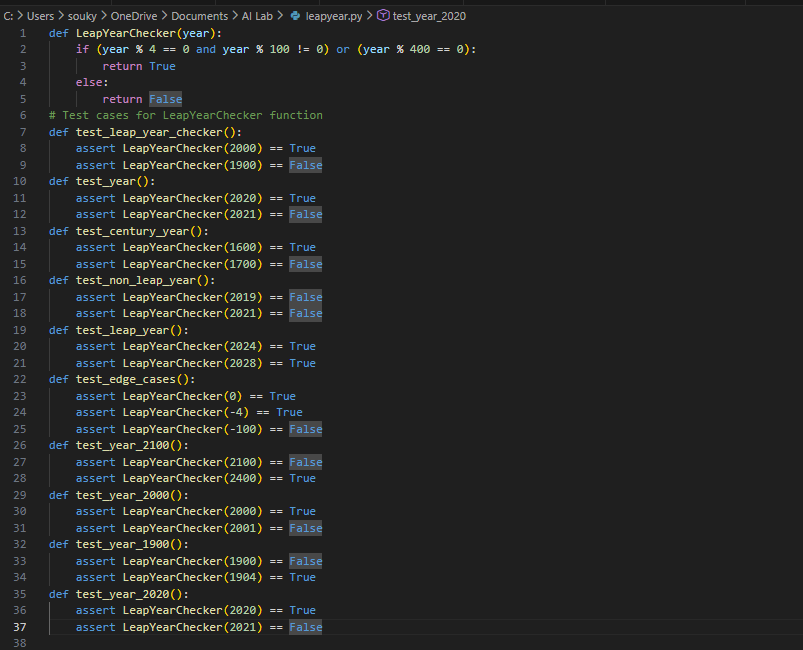 C: > Users > souky > OneDrive > Documents > AI Lab > leapyear.py > test_year_2020
1 def LeapYearChecker(year):
2     if (year % 4 == 0 and year % 100 != 0) or (year % 400 == 0):
3         return True
4     else:
5         return False
6 # Test cases for LeapYearChecker function
7 def test_leap_year_checker():
8     assert LeapYearChecker(2000) == True
9     assert LeapYearChecker(1900) == False
10 def test_year():
11     assert LeapYearChecker(2020) == True
12     assert LeapYearChecker(2021) == False
13 def test_century_year():
14     assert LeapYearChecker(1600) == True
15     assert LeapYearChecker(1700) == False
16 def test_non_leap_year():
17     assert LeapYearChecker(2019) == False
18     assert LeapYearChecker(2021) == False
19 def test_leap_year():
20     assert LeapYearChecker(2024) == True
21     assert LeapYearChecker(2028) == True
22 def test_edge_cases():
23     assert LeapYearChecker(0) == True
24     assert LeapYearChecker(-4) == True
25     assert LeapYearChecker(-100) == False
26 def test_year_2100():
27     assert LeapYearChecker(2100) == False
28     assert LeapYearChecker(2400) == True
29 def test_year_2000():
30     assert LeapYearChecker(2000) == True
31     assert LeapYearChecker(2001) == False
32 def test_year_1900():
33     assert LeapYearChecker(1900) == False
34     assert LeapYearChecker(1904) == True
35 def test_year_2020():
36     assert LeapYearChecker(2020) == True
37     assert LeapYearChecker(2021) == False
38